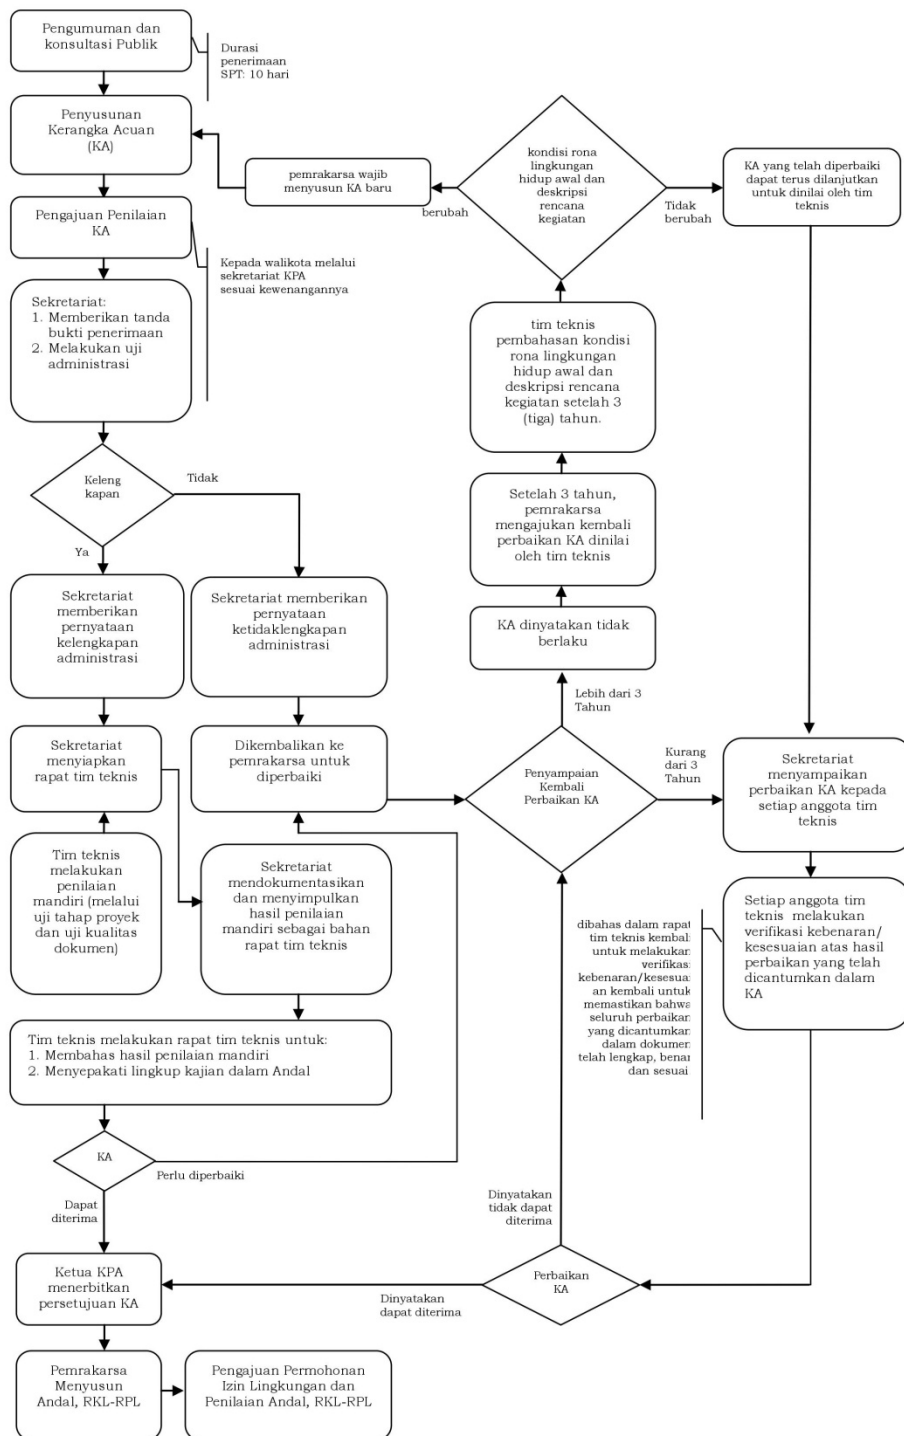 Pengumuman dan
konsultasi Publik
Durasi
penerimaan
SPT: 10 hari
Penyusunan
Kerangka Acuan
(KA)
pemrakarsa wajib
menyusun KA baru
berubah
kondisi rona
lingkungan
hidup awal dan
deskripsi
rencana
kegiatan
Tidak
berubah
KA yang telah diperbaiki
dapat terus dilanjutkan
untuk dinilai oleh tim
teknis
Pengajuan Penilaian
KA
Kepada walikota melalui
sekretariat KPA
sesuai kewenangannya
Sekretariat:
1. Memberikan tanda
bukti penerimaan
2. Melakukan uji
administrasi
tim teknis
pembahasan kondisi
rona lingkungan
hidup awal dan
deskripsi rencana
kegiatan setelah 3
(tiga) tahun.
Keleng
kapan
Tidak
Ya
Setelah 3 tahun,
pemrakarsa
mengajukan kembali
perbaikan KA dinilai
oleh tim teknis
Sekretariat
memberikan
pernyataan
kelengkapan
administrasi
Sekretariat memberikan
pernyataan
ketidaklengkapan
administrasi
KA dinyatakan tidak
berlaku
Lebih dari 3
Tahun
Sekretariat
menyiapkan
rapat tim teknis
Dikembalikan ke
pemrakarsa untuk
diperbaiki
Penyampaian
Kembali
Perbaikan KA
Kurang
dari 3
Tahun
Sekretariat
menyampaikan
perbaikan KA kepada
setiap anggota tim
teknis
Tim teknis
melakukan
penilaian
mandiri (melalui
uji tahap proyek
dan uji kualitas
dokumen)
Sekretariat
mendokumentasikan
dan menyimpulkan
hasil penilaian
mandiri sebagai bahan
rapat tim teknis
dibahas dalam rapat
tim teknis kembali
untuk melakukan
verifikasi
kebenaran/kesesuai
an kembali untuk
memastikan bahwa
seluruh perbaikan
yang dicantumkan
dalam dokumen
telah lengkap, benar
dan sesuai
Setiap anggota tim
teknis melakukan
verifikasi kebenaran/
kesesuaian atas hasil
perbaikan yang telah
dicantumkan dalam
KA
Tim teknis melakukan rapat tim teknis untuk:
1. Membahas hasil penilaian mandiri
2. Menyepakati lingkup kajian dalam Andal
KA
Perlu diperbaiki
Dapat
diterima
Dinyatakan
tidak dapat
diterima
Ketua KPA
menerbitkan
persetujuan KA
Dinyatakan
dapat diterima
Perbaikan
KA
Pemrakarsa
Menyusun
Andal, RKL-RPL
Pengajuan Permohonan
Izin Lingkungan dan
Penilaian Andal, RKL-RPL